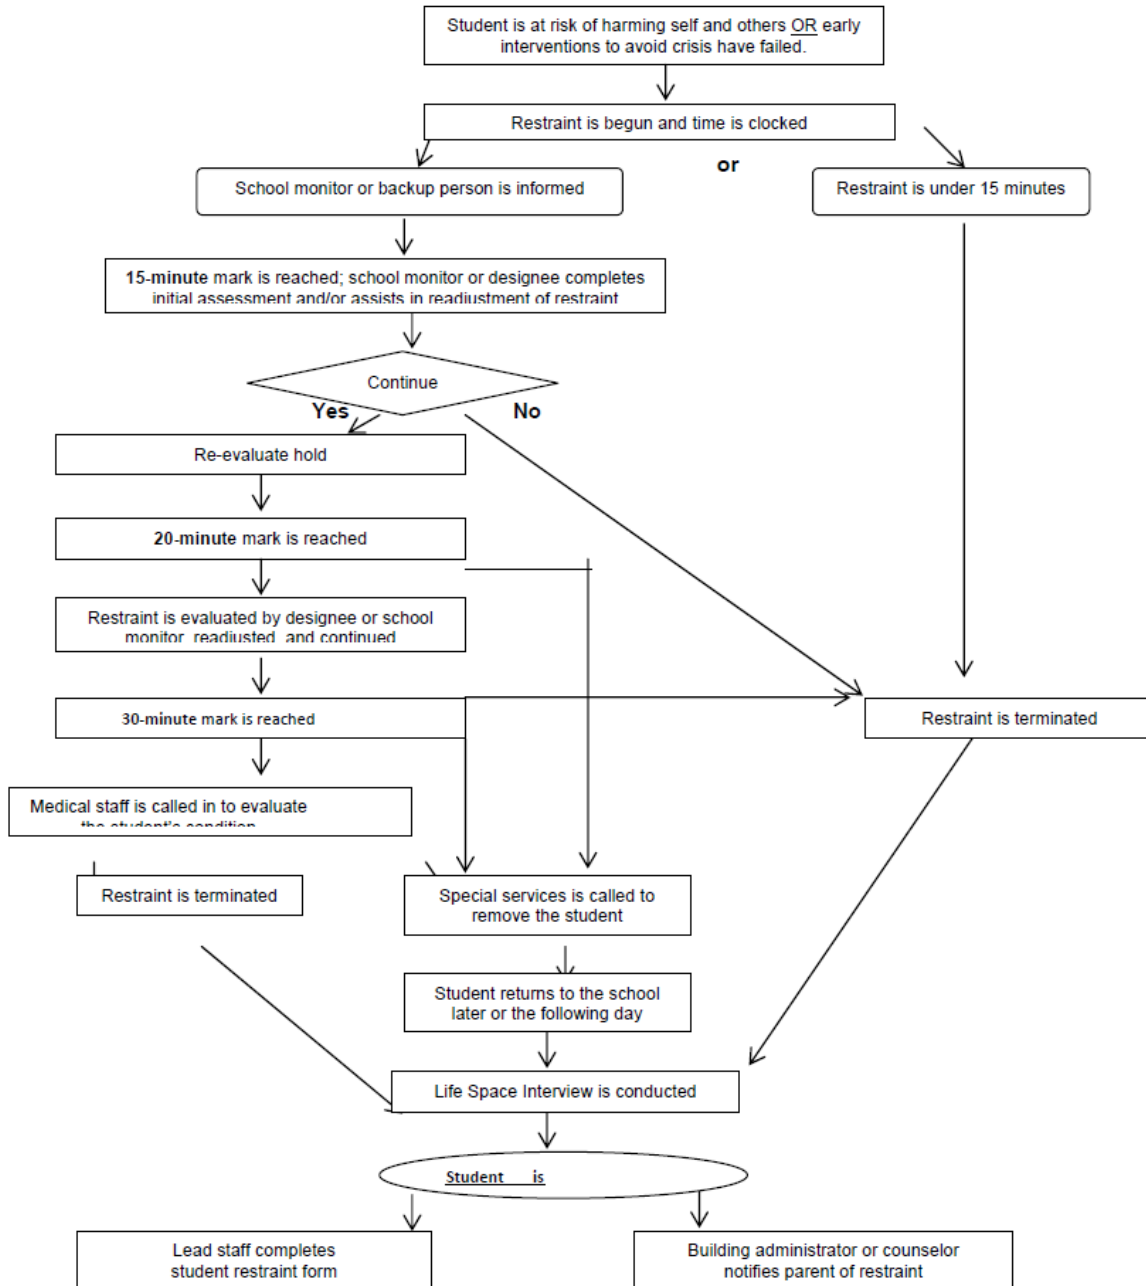 Student is at risk of harming self and others OR early
interventions to avoid crisis have failed.
Restraint is begun and time is clocked
or
School monitor or backup person is informed
Restraint is under 15 minutes
15-minute mark is reached; school monitor or designee completes
initial assessment and/or assists in readjustment of restraint
Continue
Yes
No
Re-evaluate hold
20-minute mark is reached
Restraint is evaluated by designee or school
monitor, readjusted, and continued
30-minute mark is reached
Restraint is terminated
Medical staff is called in to evaluate
the student's condition
Restraint is terminated
Special services is called to
remove the student
Student returns to the school
later or the following day
Life Space Interview is conducted
Student is
Lead staff completes
student restraint form
Building administrator or counselor
notifies parent of restraint